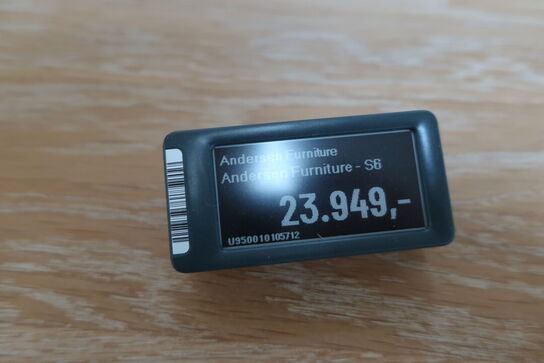 Andersen Furniture
Andersen Furniture - S6
23.949,-
U950010105712